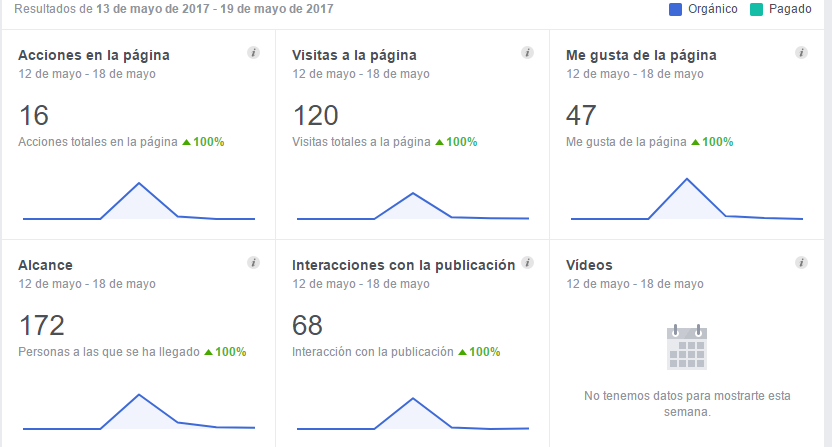 Resultados de 13 de mayo de 2017 - 19 de mayo de 2017
Orgánico Pagado
Acciones en la página
12 de mayo - 18 de mayo
16
Acciones totales en la página 100%
Visitas a la página
12 de mayo - 18 de mayo
120
Visitas totales a la página 100%
Me gusta de la página
12 de mayo - 18 de mayo
47
Me gusta de la página 100%
Alcance
12 de mayo - 18 de mayo
172
Personas a las que se ha llegado 100%
Interacciones con la publicación
12 de mayo - 18 de mayo
68
Interacción con la publicación 100%
Vídeos
12 de mayo - 18 de mayo
No tenemos datos para mostrarte esta
semana.